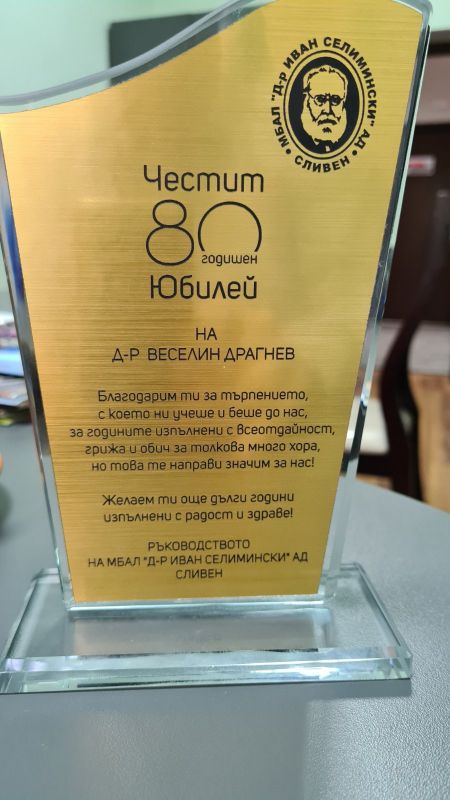 МБАЛ "Д-Р ИВАН СЕЛИМИНСКИ" АД
• СЛИВЕН •
Честит
80
годишен
Юбилей
НА
Д-Р ВЕСЕЛИН ДРАГНЕВ
Благодарим ти за търпението,
с което ни учеше и беше до нас,
за годините изпълнени с всеотдайност,
грижа и обич за толкова много хора,
но това те направи значим за нас!
Желаем ти още дълги години
изпълнени с радост и здраве!
РЪКОВОДСТВОТО
НА МБАЛ "Д-Р ИВАН СЕЛИМИНСКИ" АД
СЛИВЕН